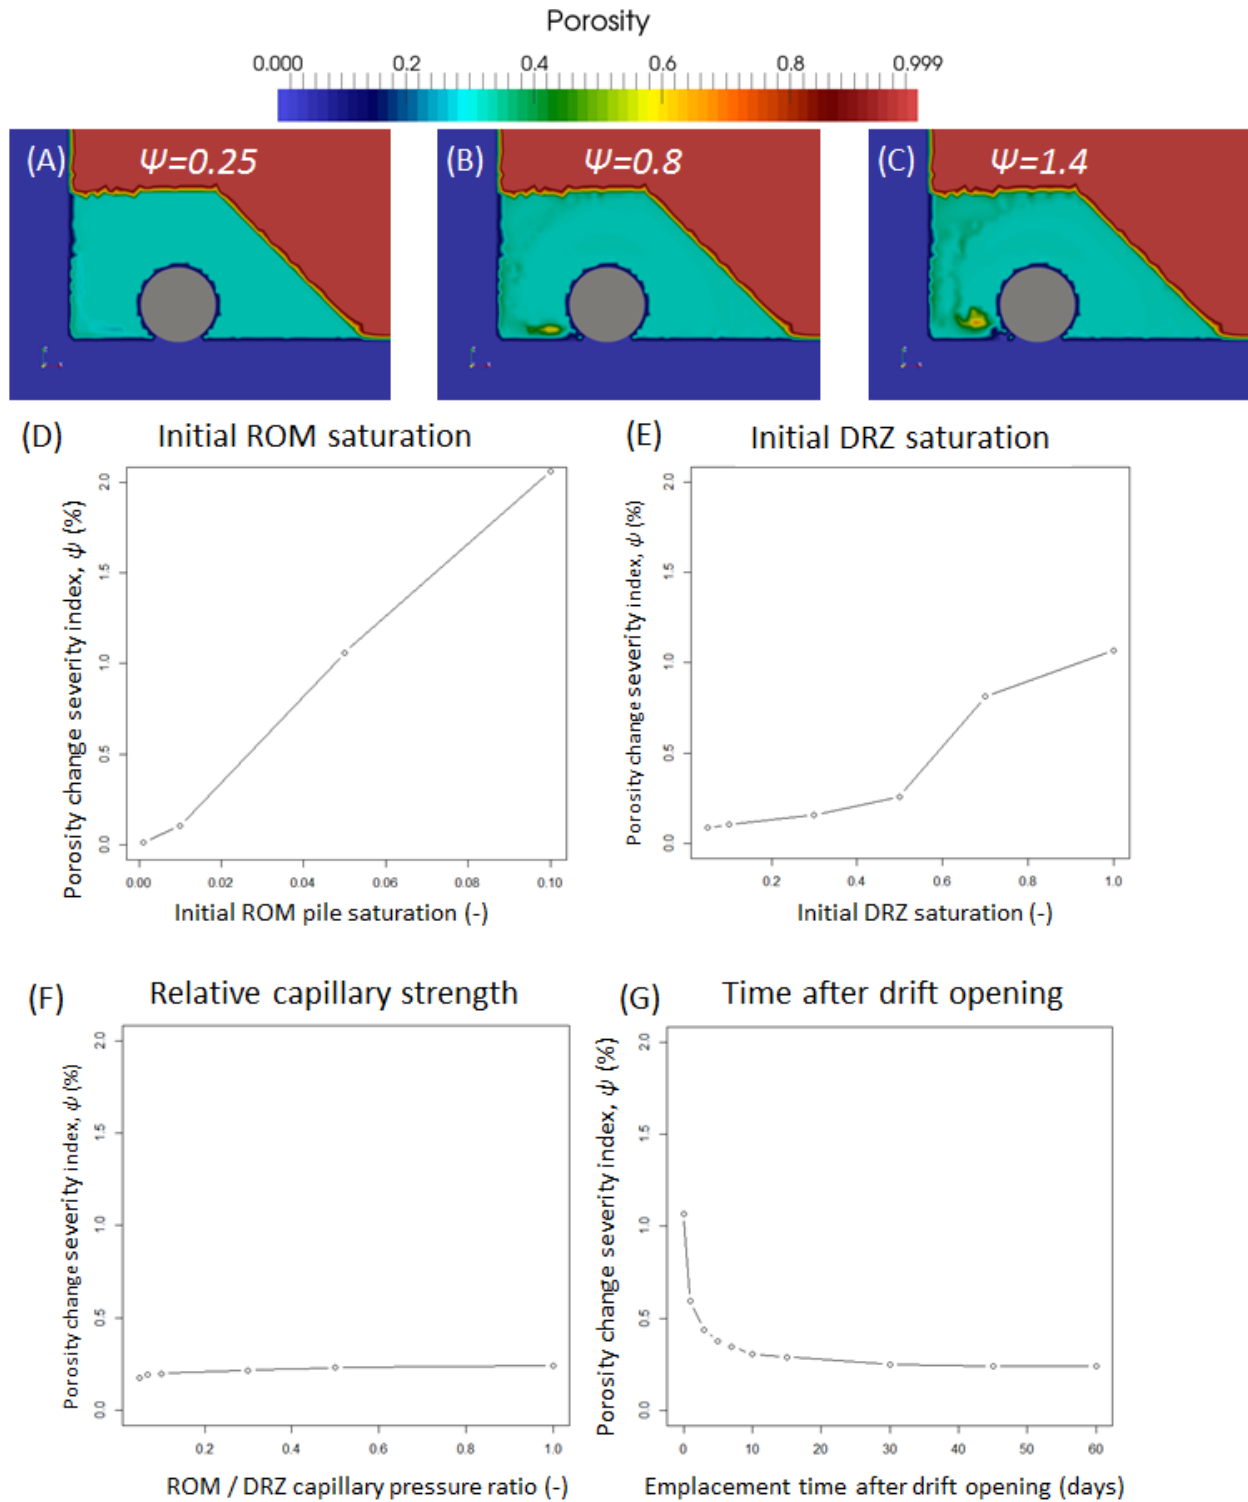 Porosity
0.000 0.2 0.4 0.6 0.8 0.999
(A) Ψ=0.25
(B) Ψ=0.8
(C) Ψ=1.4
(D) Initial ROM saturation
Porosity change severity index, ψ (%)
2.0
1.5
1.0
0.5
0.0
0.00 0.02 0.04 0.06 0.08 0.10
Initial ROM pile saturation (-)
(E) Initial DRZ saturation
Porosity change severity index, ψ (%)
2.0
1.5
1.0
0.5
0.0
0.2 0.4 0.6 0.8 1.0
Initial DRZ saturation (-)
(F) Relative capillary strength
Porosity change severity index, ψ (%)
2.0
1.5
1.0
0.5
0.0
0.2 0.4 0.6 0.8 1.0
ROM / DRZ capillary pressure ratio (-)
(G) Time after drift opening
Porosity change severity index, ψ (%)
2.0
1.5
1.0
0.5
0.0
0 10 20 30 40 50 60
Emplacement time after drift opening (days)